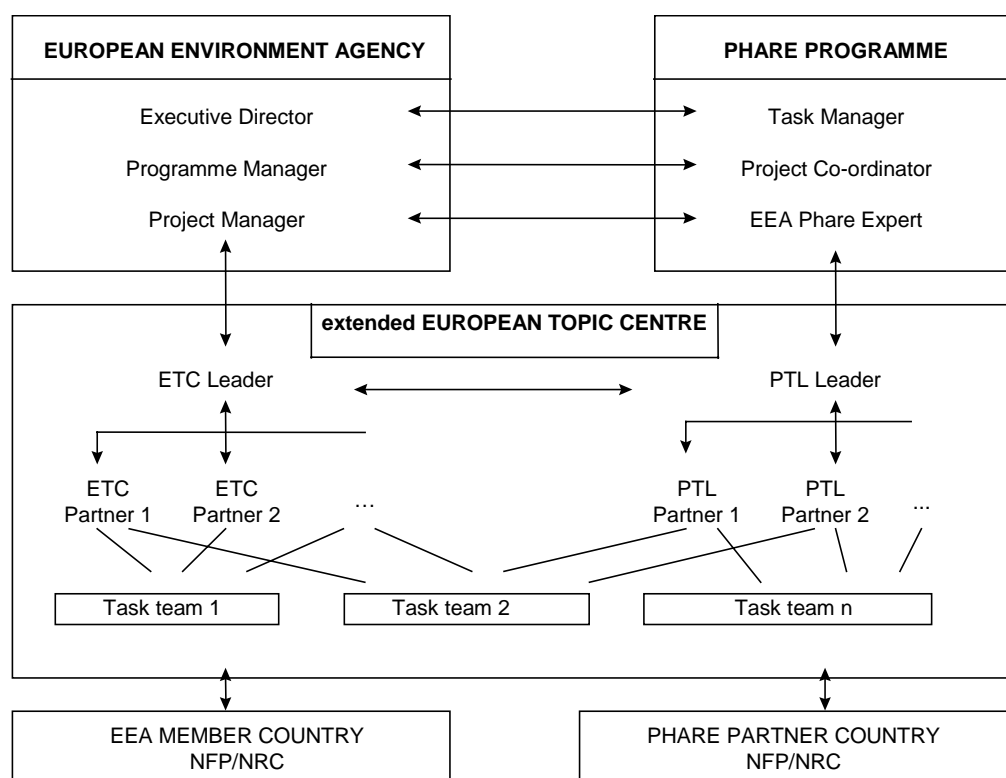 EUROPEAN ENVIRONMENT AGENCY
PHARE PROGRAMME
Executive Director
Task Manager
Programme Manager
Project Co-ordinator
Project Manager
EEA Phare Expert
extended EUROPEAN TOPIC CENTRE
ETC Leader
PTL Leader
ETC
Partner 1
ETC
Partner 2
…
PTL
Partner 1
PTL
Partner 2
...
Task team 1
Task team 2
Task team n
EEA MEMBER COUNTRY
NFP/NRC
PHARE PARTNER COUNTRY
NFP/NRC